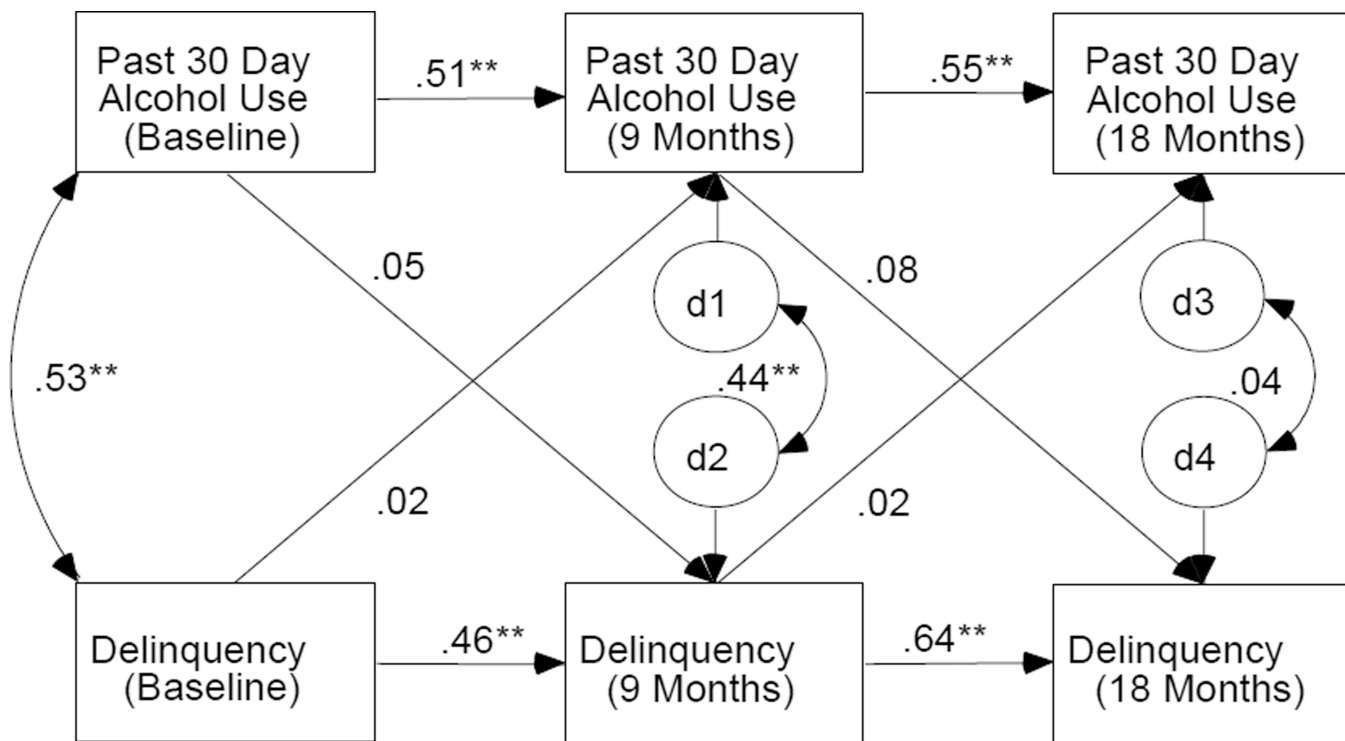 Past 30 Day
Alcohol Use
(Baseline)
.51**
Past 30 Day
Alcohol Use
(9 Months)
.55**
Past 30 Day
Alcohol Use
(18 Months)
.05
.08
d1
d3
.53**
.44**
.04
d2
d4
.02
.02
Delinquency
(Baseline)
.46**
Delinquency
(9 Months)
.64**
Delinquency
(18 Months)